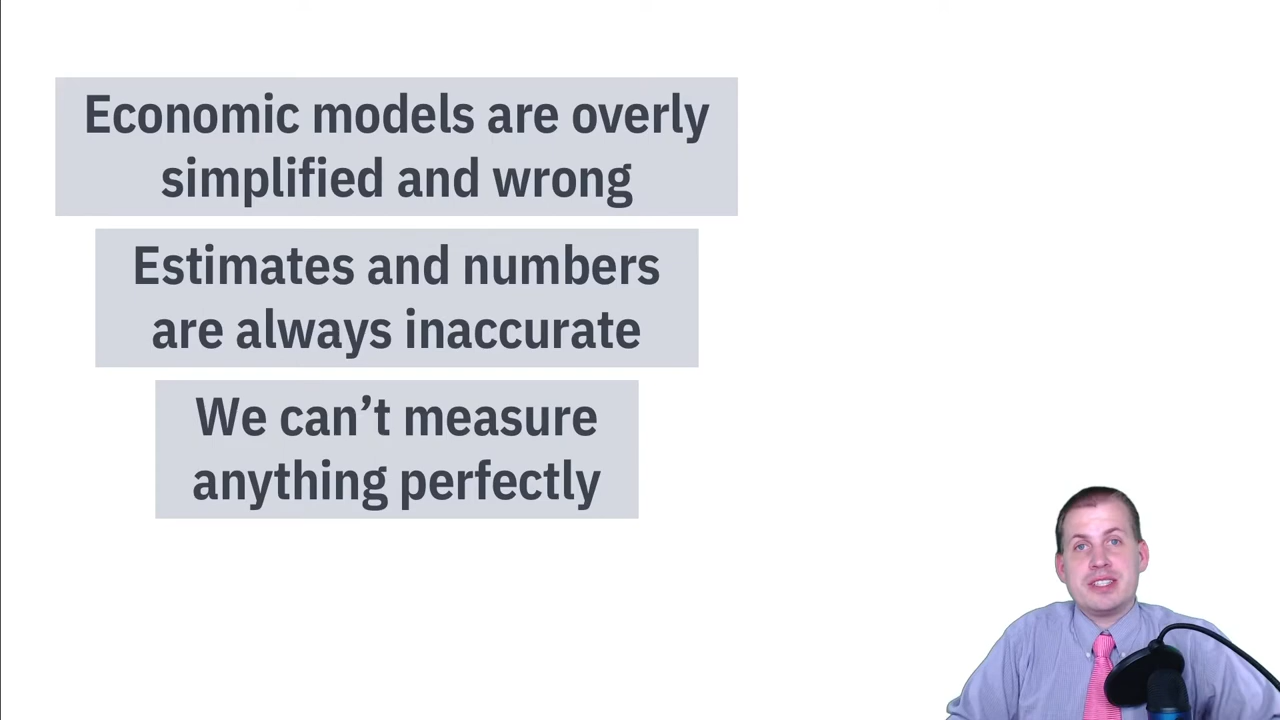 Economic models are overly
simplified and wrong
Estimates and numbers
are always inaccurate
We can’t measure
anything perfectly